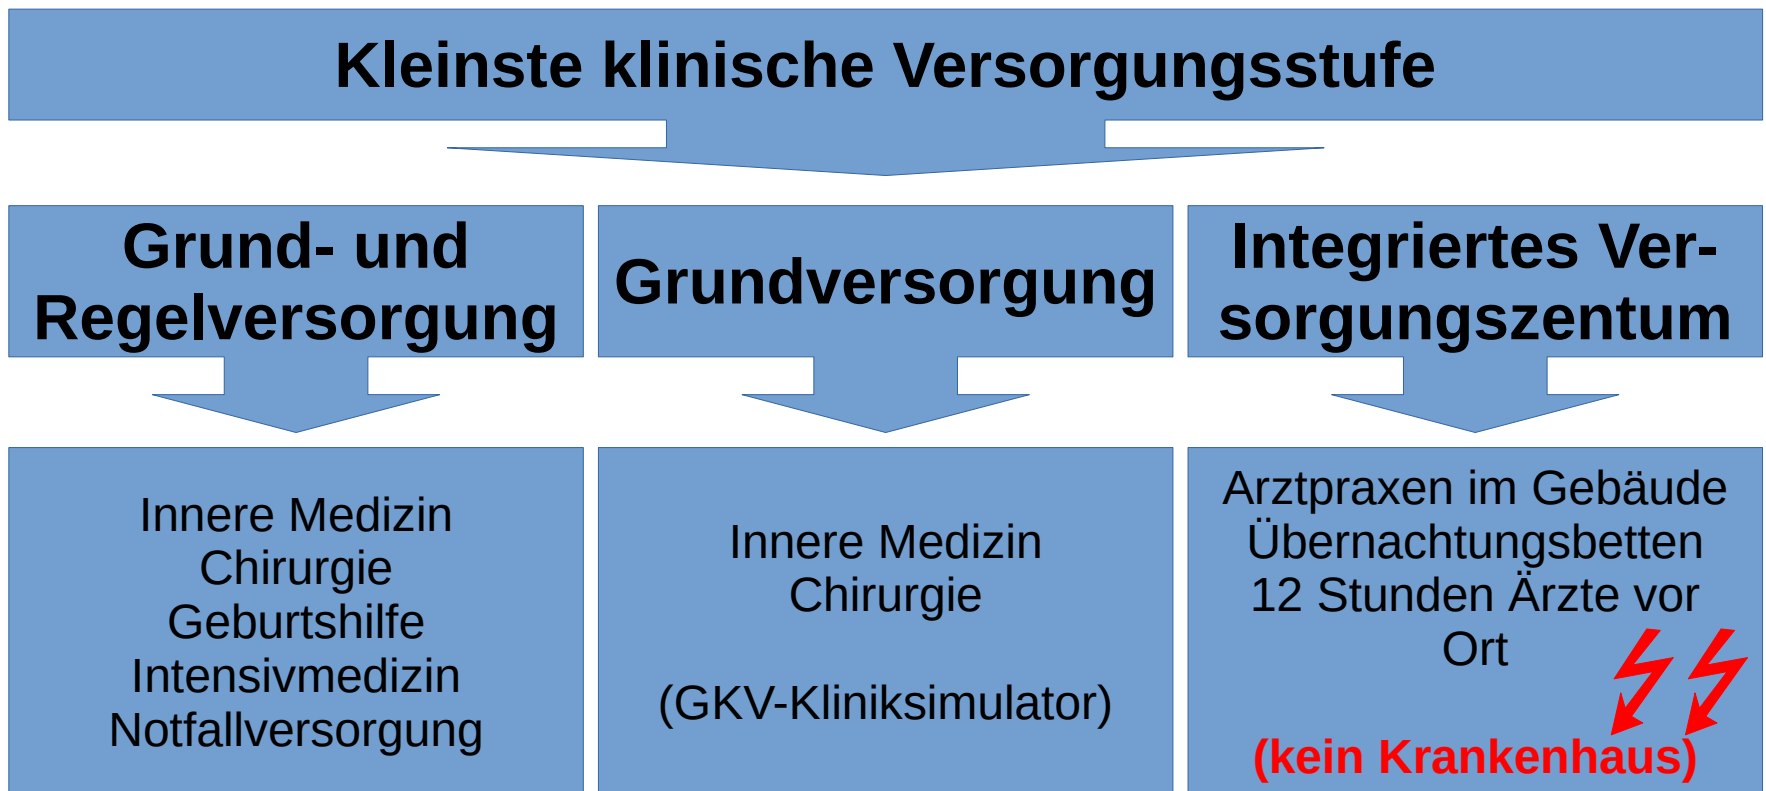 Kleinste klinische Versorgungsstufe
Grund- und
Regelversorgung
Grundversorgung
Integriertes Ver-
sorgungszentum
Innere Medizin
Chirurgie
Geburtshilfe
Intensivmedizin
Notfallversorgung
Innere Medizin
Chirurgie
(GKV-Kliniksimulator)
Arztpraxen im Gebäude
Übernachtungsbetten
12 Stunden Ärzte vor
Ort
(kein Krankenhaus)